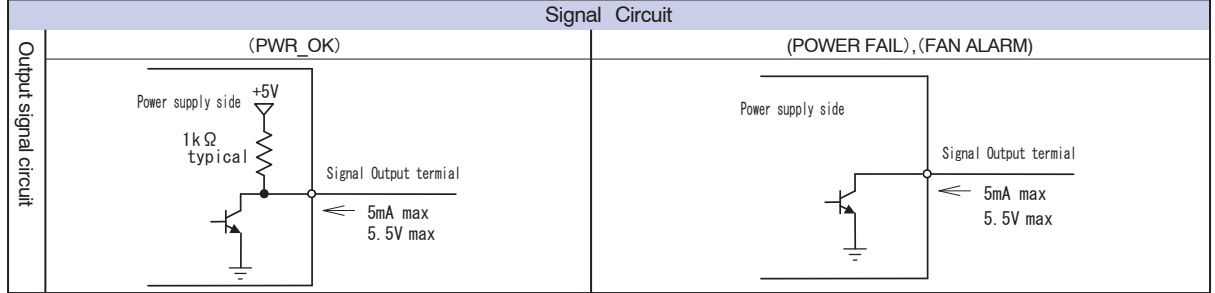 Signal Circuit
Output signal circuit
(PWR_OK)
(POWER FAIL),(FAN ALARM)
Power supply side
+5V
1kΩ
typical
Signal Output termial
5mA max
5.5V max
Power supply side
Signal Output termial
5mA max
5.5V max